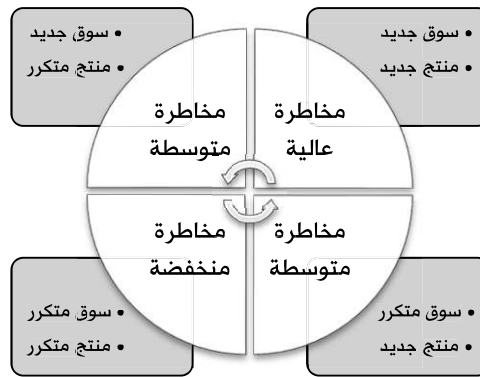 • سوق جديد
• منتج جديد
• سوق جديد
• منتج متكرر
مخاطرة
عالية
مخاطرة
متوسطة
مخاطرة
متوسطة
مخاطرة
منخفضة
• سوق متكرر
• منتج جديد
• سوق متكرر
• منتج متكرر